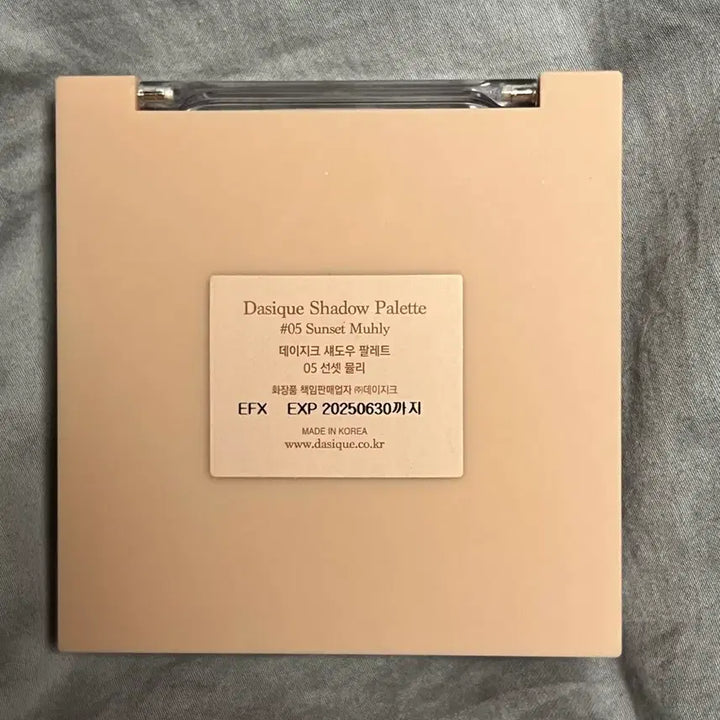 Dasique Shadow Palette
#05 Sunset Muhly
데이지크 섀도우 팔레트
05 선셋 뮬리
화장품 책임판매업자 ㈜데이지크
EFX EXP 20250630까지
MADE IN KOREA
www.dasique.co.kr